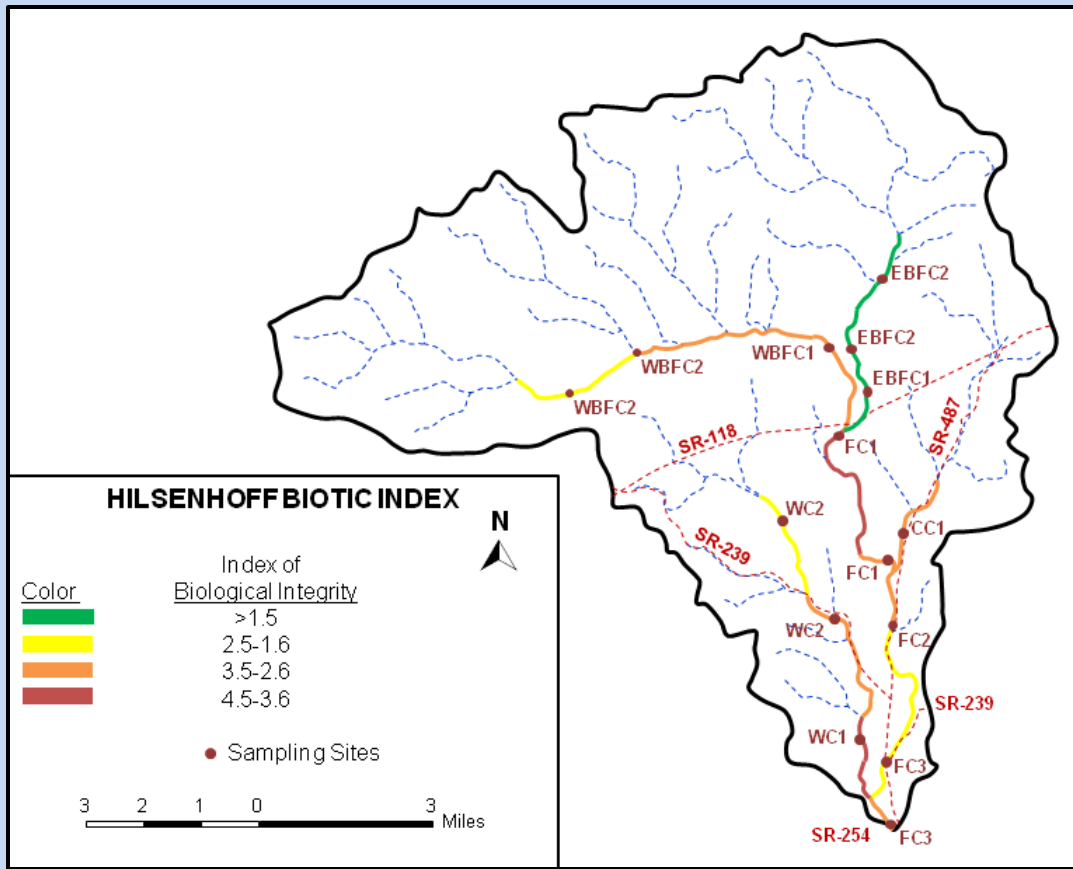 EBFC2
EBFC2
WBFC1
WBFC2
EBFC1
WBFC2
SR-487
SR-118
FC1
WC2
CC1
SR-239
FC1
WC2
FC2
SR-239
WC1
FC3
SR-254
FC3
HILSENHOFF BIOTIC INDEX
N
Index of
Color Biological Integrity
>1.5
2.5-1.6
3.5-2.6
4.5-3.6
Sampling Sites
3 2 1 0 3
Miles